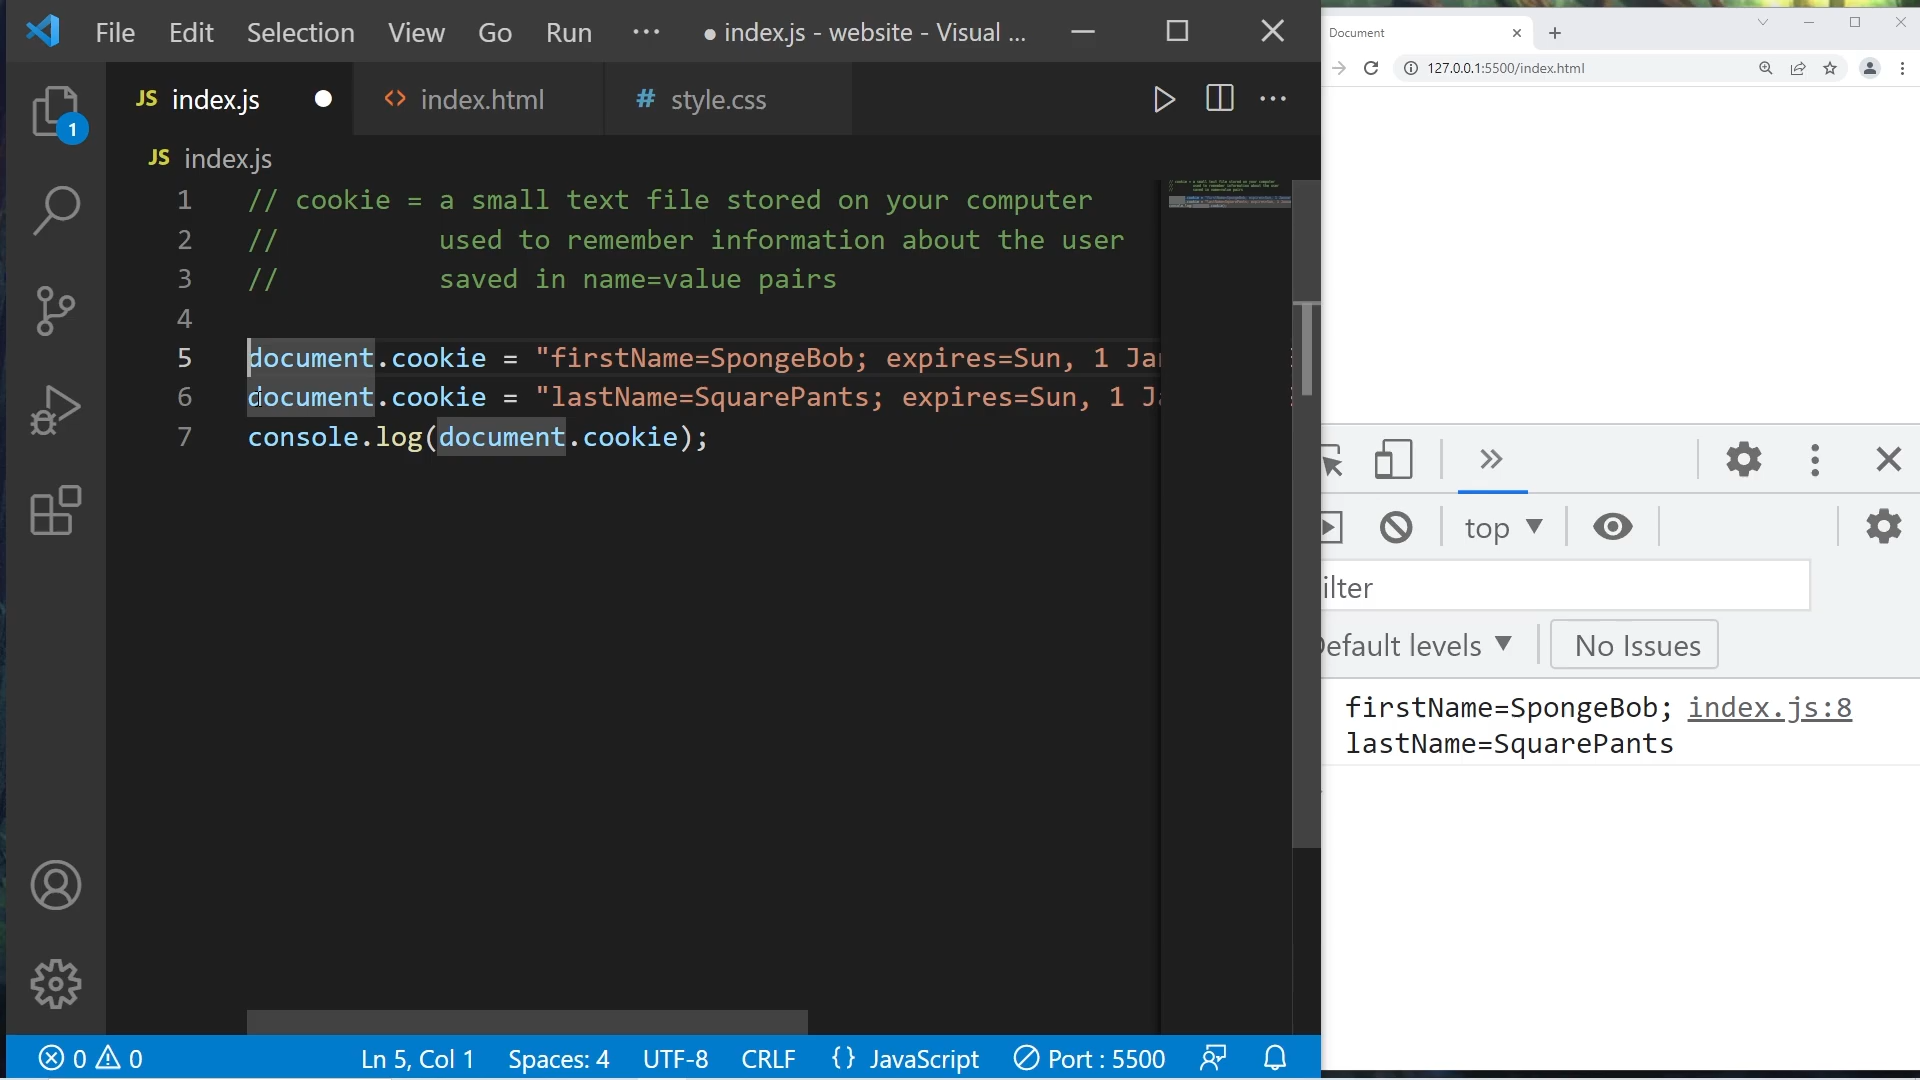 File Edit Selection View Go Run ··· ● index.js - website - Visual ...
JS index.js ● <> index.html # style.css
JS index.js
1 // cookie = a small text file stored on your computer
2 //          used to remember information about the user
3 //          saved in name=value pairs
4
5 document.cookie = "firstName=SpongeBob; expires=Sun, 1 Ja
6 document.cookie = "lastName=SquarePants; expires=Sun, 1 J
7 console.log(document.cookie);
1
0 0 Ln 5, Col 1 Spaces: 4 UTF-8 CRLF {} JavaScript Port : 5500
Document
127.0.0.1:5500/index.html
top
ilter
Default levels No Issues
firstName=SpongeBob; index.js:8
lastName=SquarePants